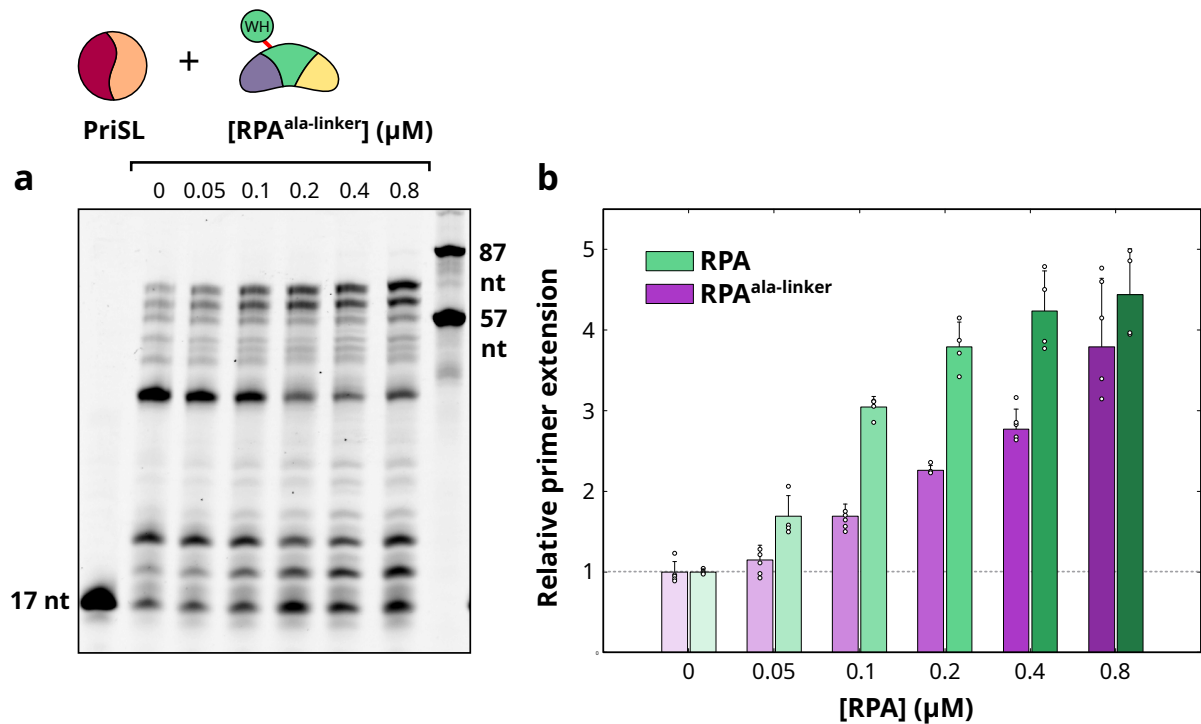 WH
+
PriSL
[RPA^ala-linker] (μM)
a
0 0.05 0.1 0.2 0.4 0.8
87
nt
57
nt
17 nt
b
Relative primer extension
5
4
3
2
1
0
RPA
RPA^ala-linker
0 0.05 0.1 0.2 0.4 0.8
[RPA] (μM)